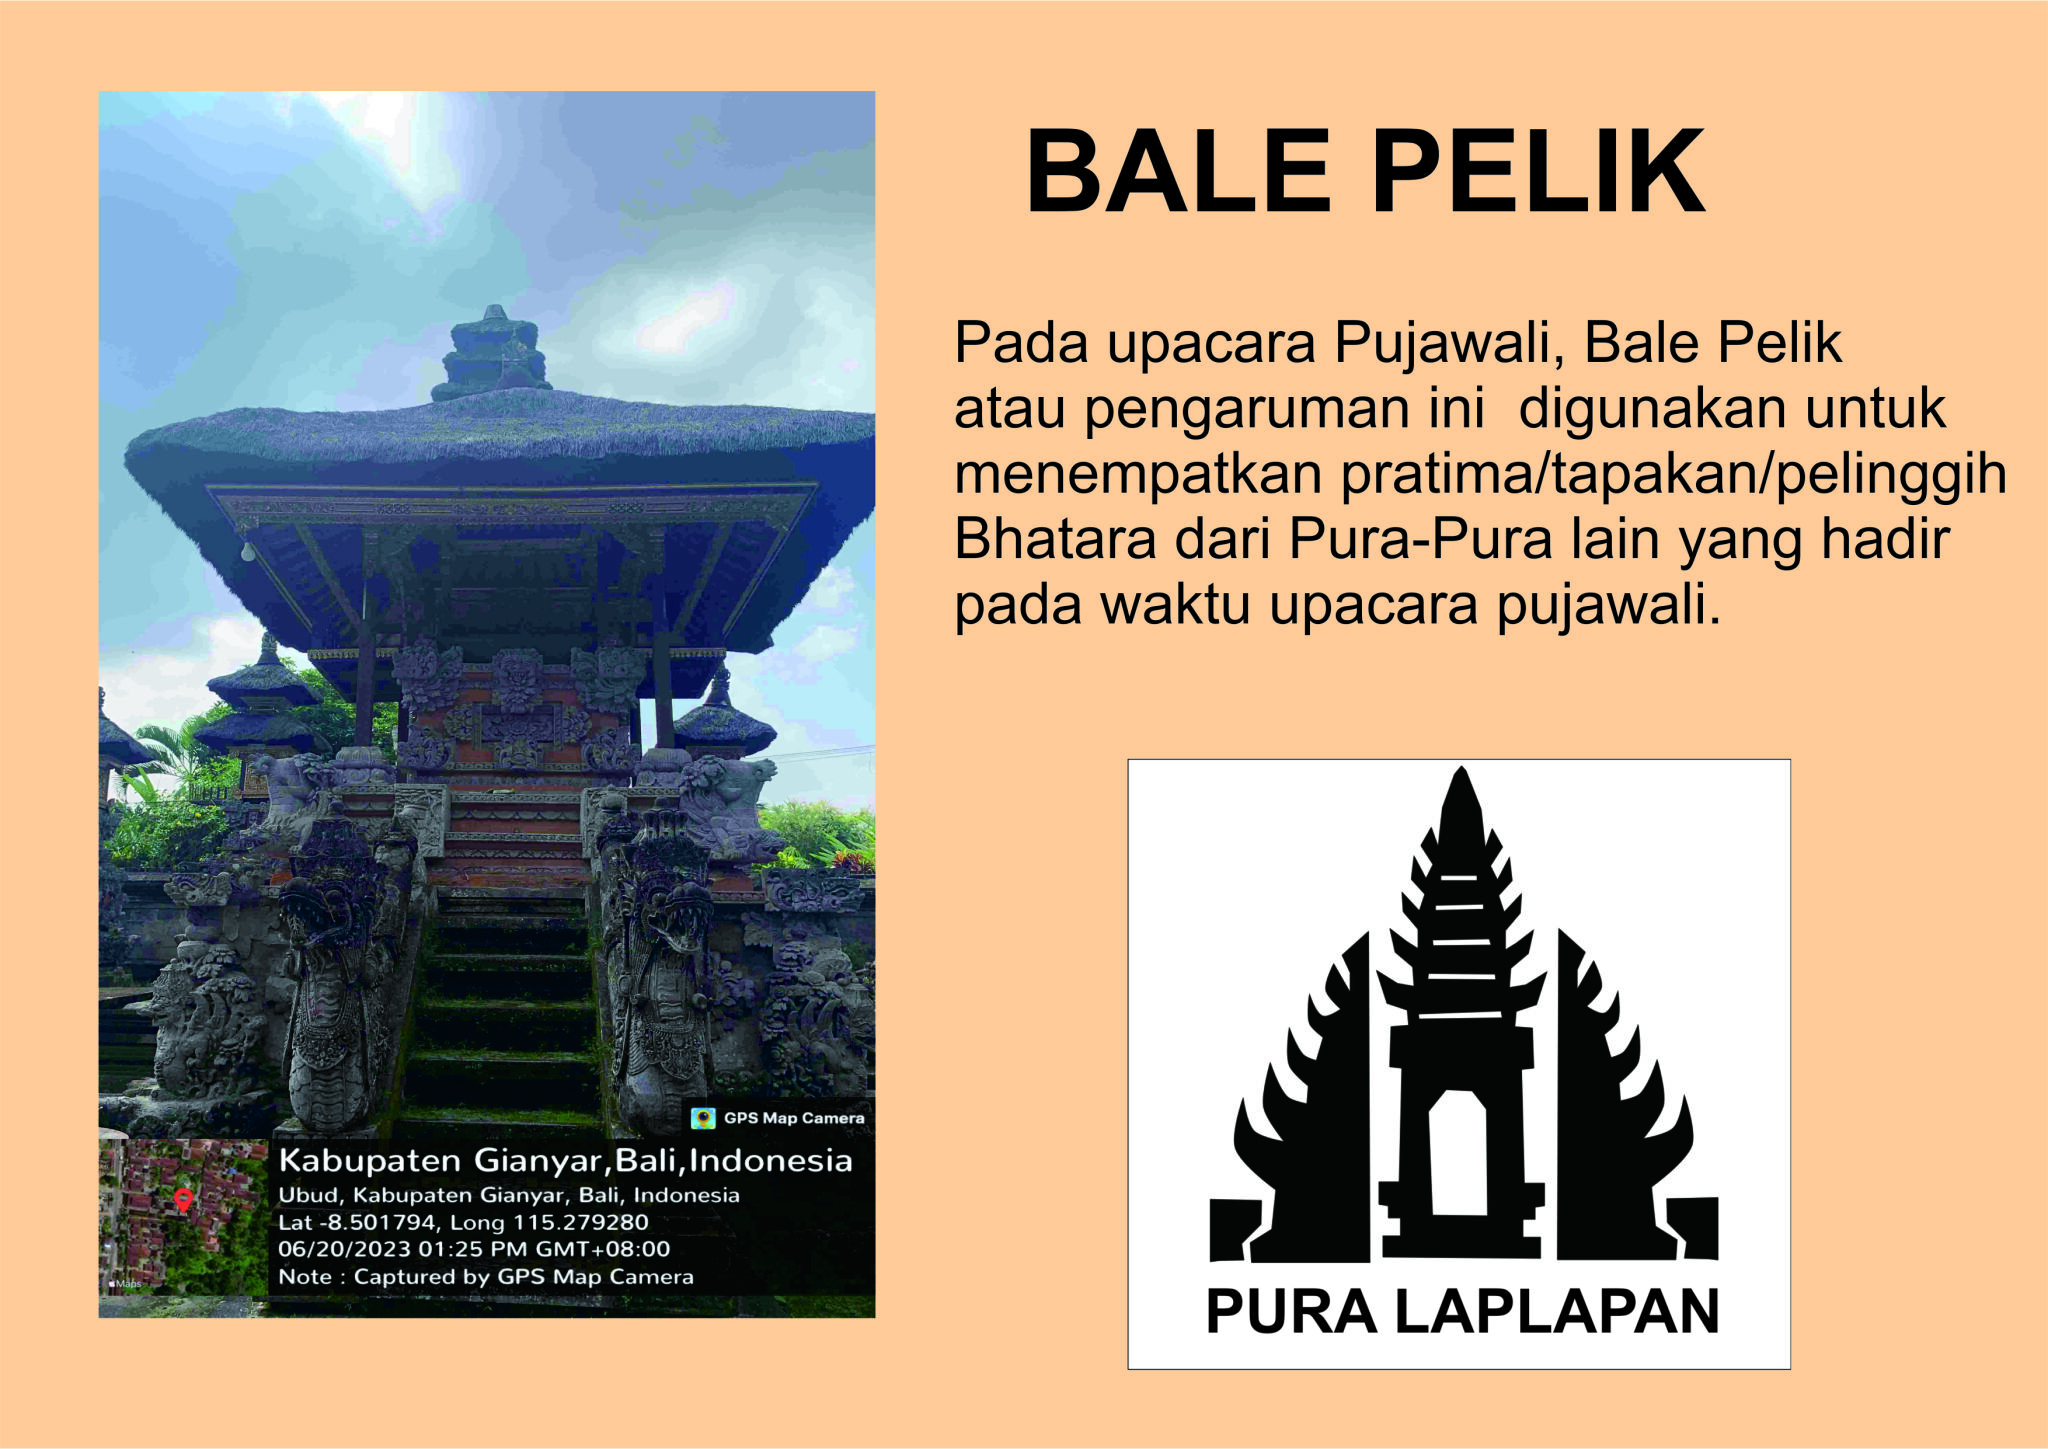 BALE PELIK
Pada upacara Pujawali, Bale Pelik
atau pengaruman ini  digunakan untuk
menempatkan pratima/tapakan/pelinggih
Bhatara dari Pura-Pura lain yang hadir
pada waktu upacara pujawali.
GPS Map Camera
Kabupaten Gianyar,Bali,Indonesia
Ubud, Kabupaten Gianyar, Bali, Indonesia
Lat -8.501794, Long 115.279280
06/20/2023 01:25 PM GMT+08:00
Note : Captured by GPS Map Camera
Maps
PURA LAPLAPAN